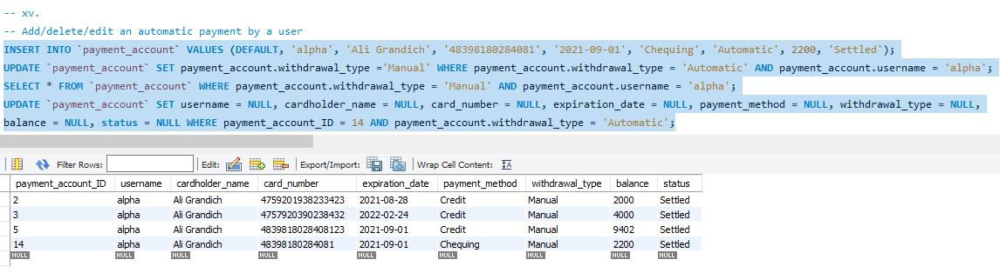 -- xv.
-- Add/delete/edit an automatic payment by a user
INSERT INTO `payment_account` VALUES (DEFAULT, 'alpha', 'Ali Grandich', '48398180284081', '2021-09-01', 'Chequing', 'Automatic', 2200, 'Settled');
UPDATE `payment_account` SET payment_account.withdrawal_type ='Manual' WHERE payment_account.withdrawal_type = 'Automatic' AND payment_account.username = 'alpha';
SELECT * FROM `payment_account` WHERE payment_account.withdrawal_type = 'Manual' AND payment_account.username = 'alpha';
UPDATE `payment_account` SET username = NULL, cardholder_name = NULL, card_number = NULL, expiration_date = NULL, payment_method = NULL, withdrawal_type = NULL,
balance = NULL, status = NULL WHERE payment_account_ID = 14 AND payment_account.withdrawal_type = 'Automatic';
Filter Rows: Edit: Export/Import: Wrap Cell Content:
payment_account_ID username cardholder_name card_number expiration_date payment_method withdrawal_type balance status
2 alpha Ali Grandich 4759201938233423 2021-08-28 Credit Manual 2000 Settled
3 alpha Ali Grandich 4757920390238432 2022-02-24 Credit Manual 4000 Settled
5 alpha Ali Grandich 4839818028408123 2021-09-01 Credit Manual 9402 Settled
14 alpha Ali Grandich 48398180284081 2021-09-01 Chequing Manual 2200 Settled
NULL NULL NULL NULL NULL NULL NULL NULL NULL